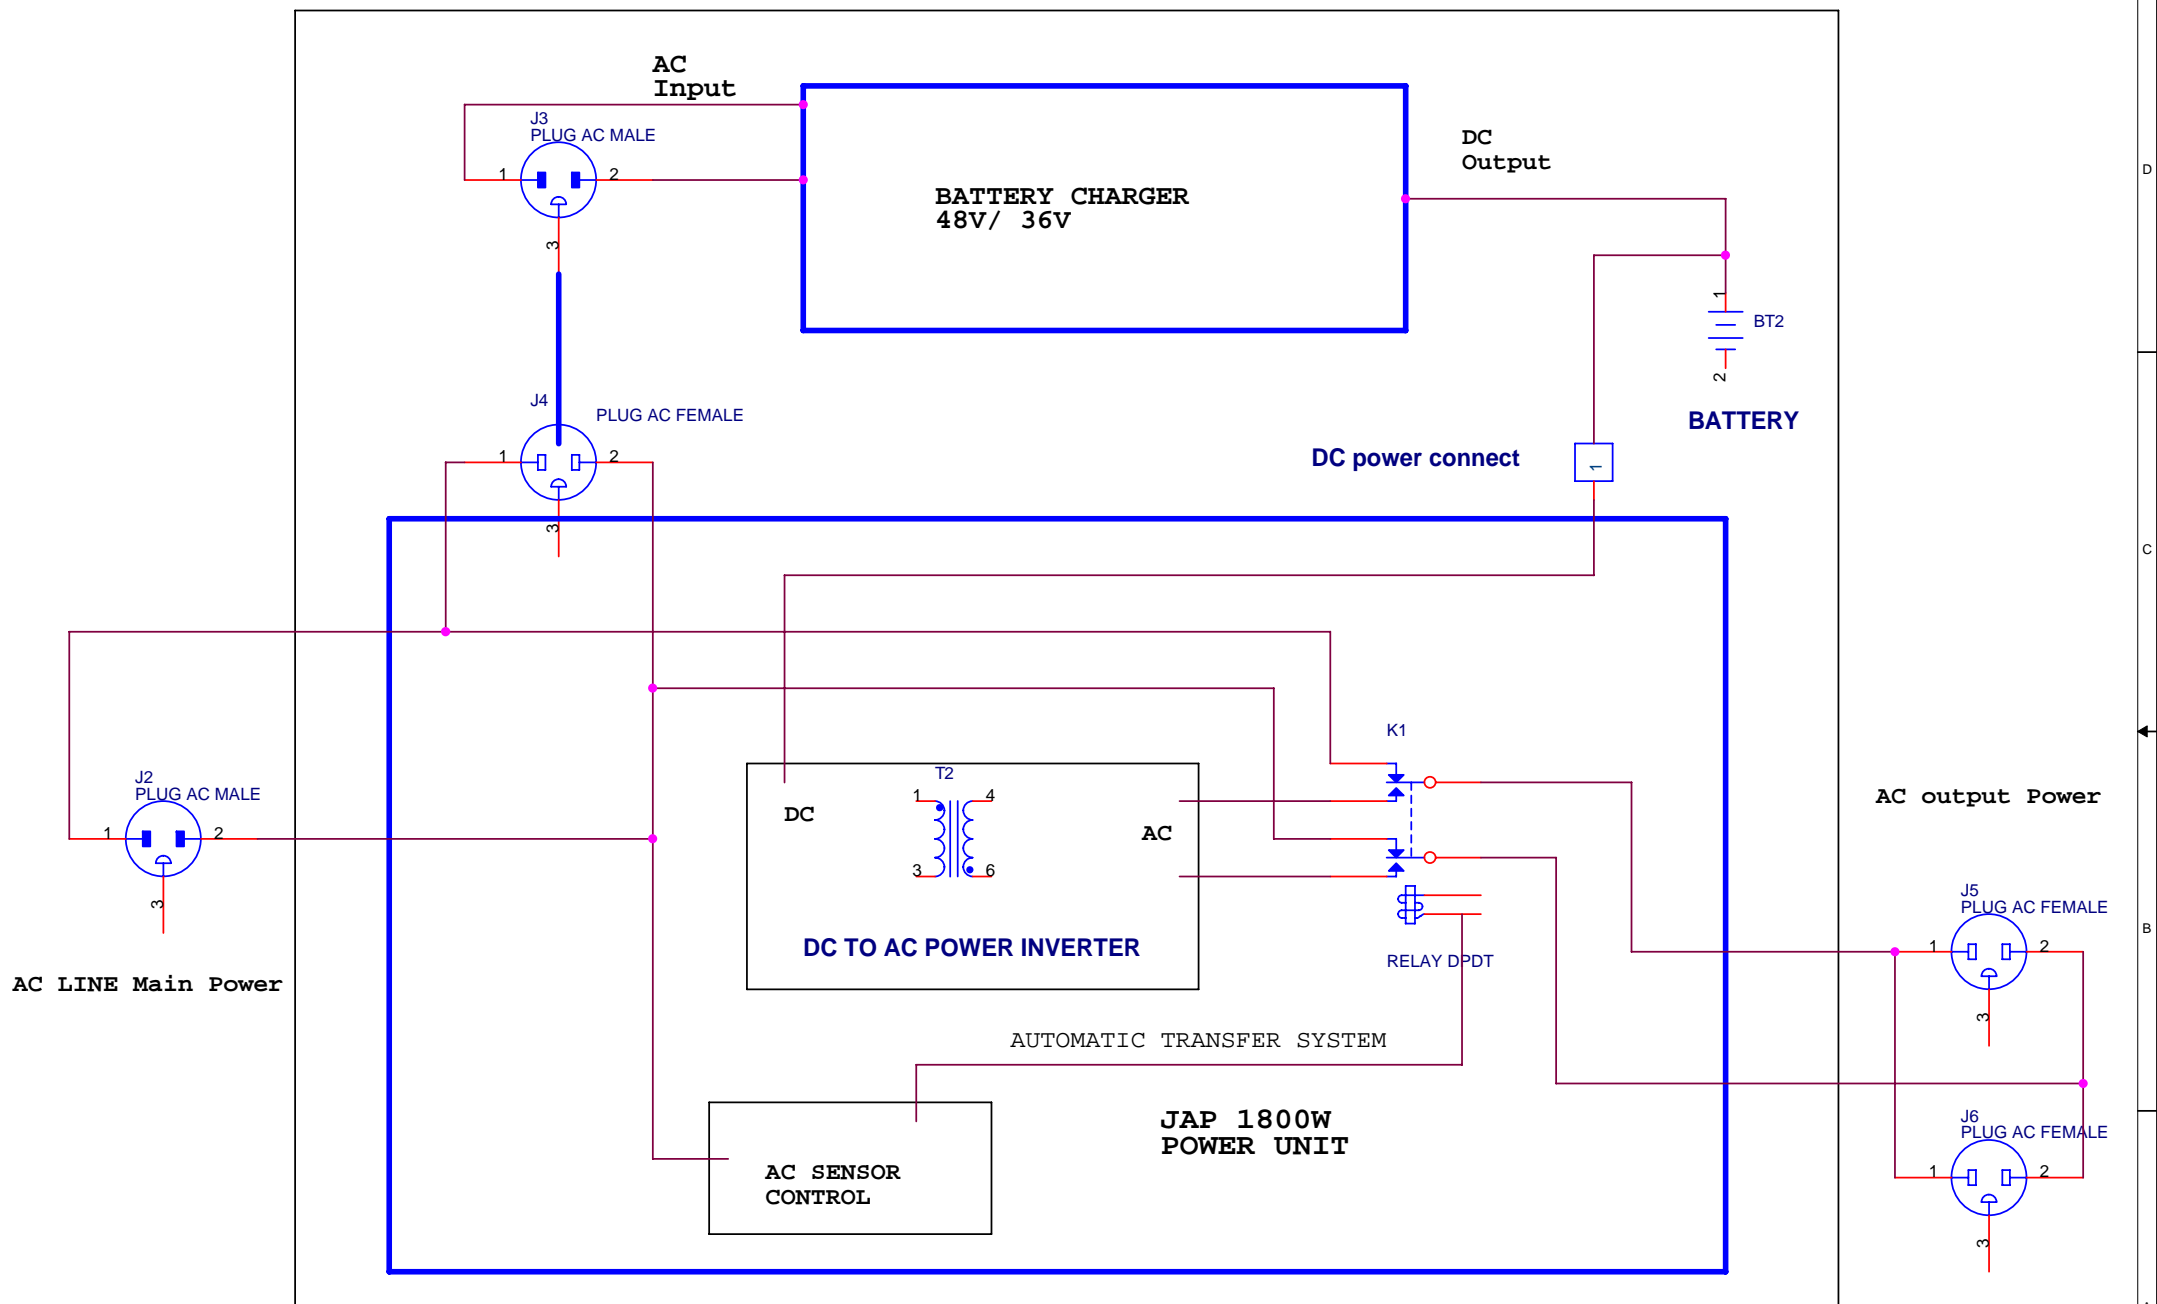 AC
Input
J3
PLUG AC MALE
1
2
3
BATTERY CHARGER
48V/ 36V
DC
Output
D
1
BT2
2
BATTERY
J4
PLUG AC FEMALE
1
2
3
DC power connect
1
C
K1
J2
PLUG AC MALE
1
2
3
AC LINE Main Power
T2
1
4
3
6
DC
AC
DC TO AC POWER INVERTER
RELAY DPDT
AC output Power
J5
PLUG AC FEMALE
1
2
3
B
AUTOMATIC TRANSFER SYSTEM
JAP 1800W
POWER UNIT
AC SENSOR
CONTROL
J6
PLUG AC FEMALE
1
2
3